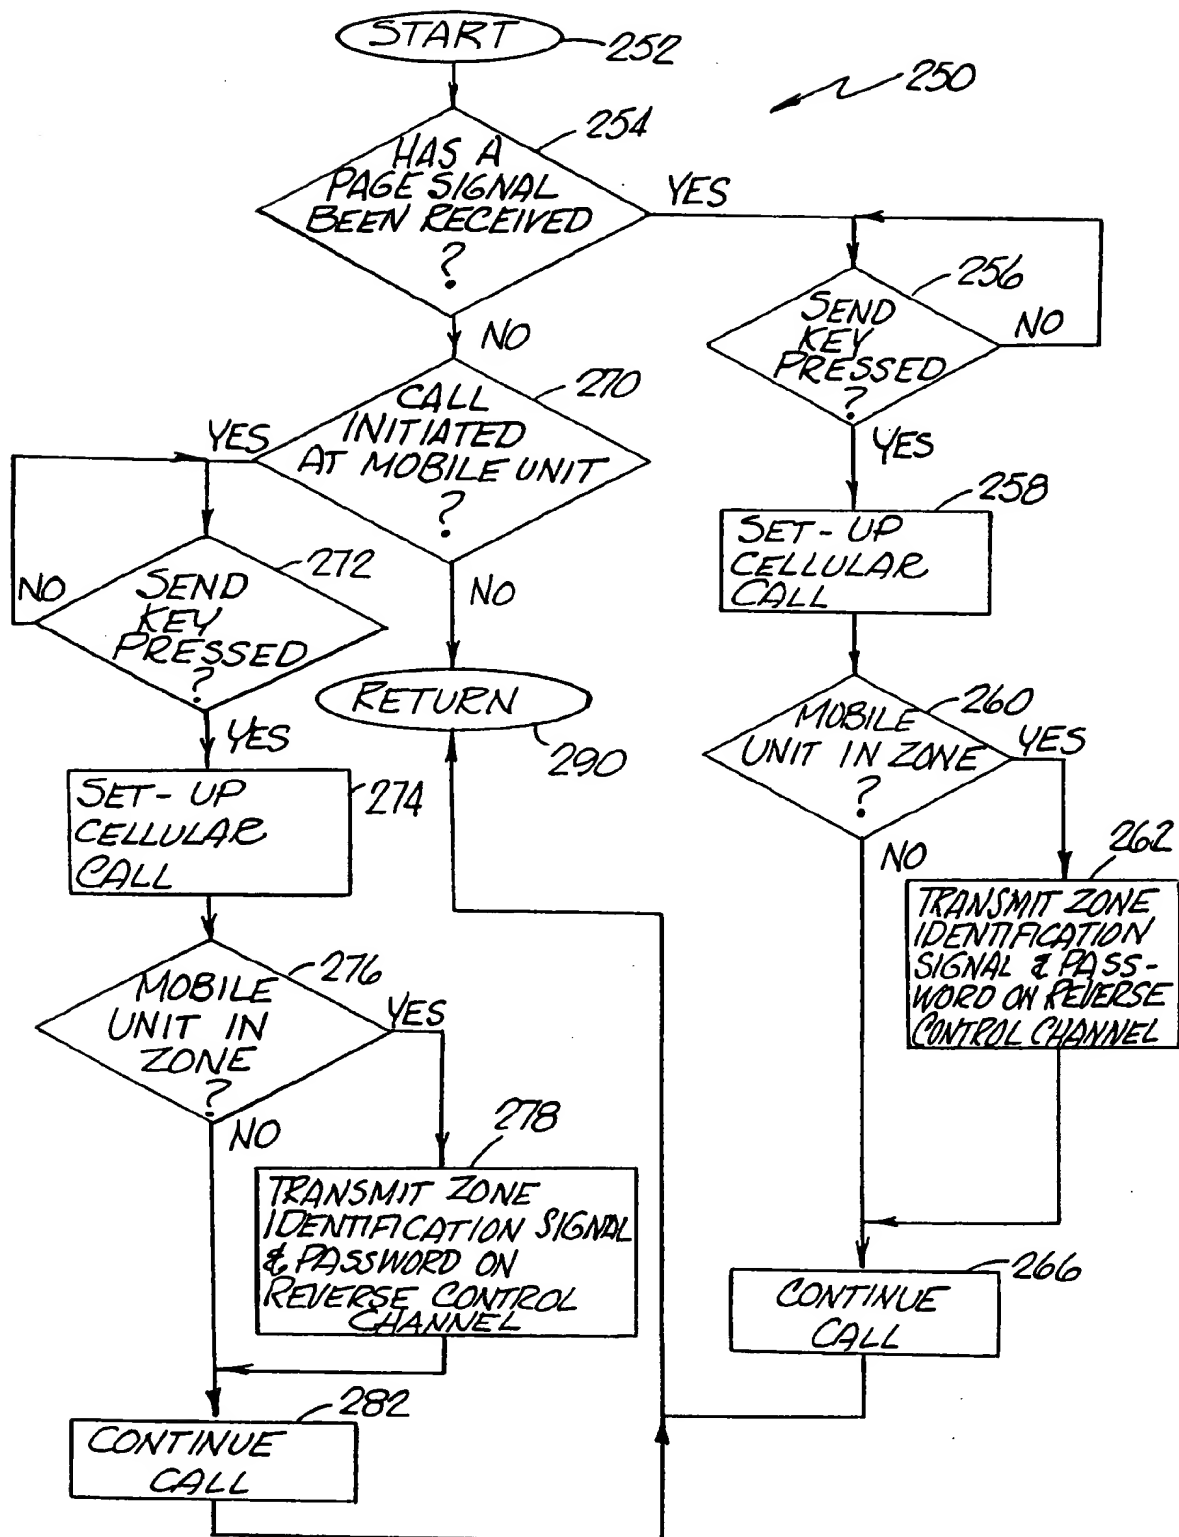 START
252
250
254
HAS A
PAGE SIGNAL
BEEN RECEIVED
?
YES
NO
256
SEND
KEY
PRESSED
?
NO
YES
270
CALL
INITIATED
AT MOBILE UNIT
?
YES
NO
258
SET-UP
CELLULAR
CALL
272
SEND
KEY
PRESSED
?
NO
YES
RETURN
290
260
MOBILE
UNIT IN ZONE
?
YES
NO
274
SET-UP
CELLULAR
CALL
262
TRANSMIT ZONE
IDENTIFICATION
SIGNAL & PASS-
WORD ON REVERSE
CONTROL CHANNEL
276
MOBILE
UNIT IN
ZONE
?
YES
NO
278
TRANSMIT ZONE
IDENTIFICATION SIGNAL
& PASSWORD ON
REVERSE CONTROL
CHANNEL
266
CONTINUE
CALL
282
CONTINUE
CALL